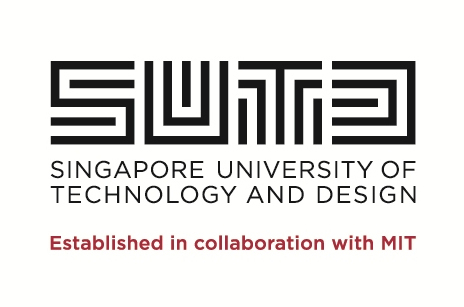 SUTD
SINGAPORE UNIVERSITY OF
TECHNOLOGY AND DESIGN
Established in collaboration with MIT